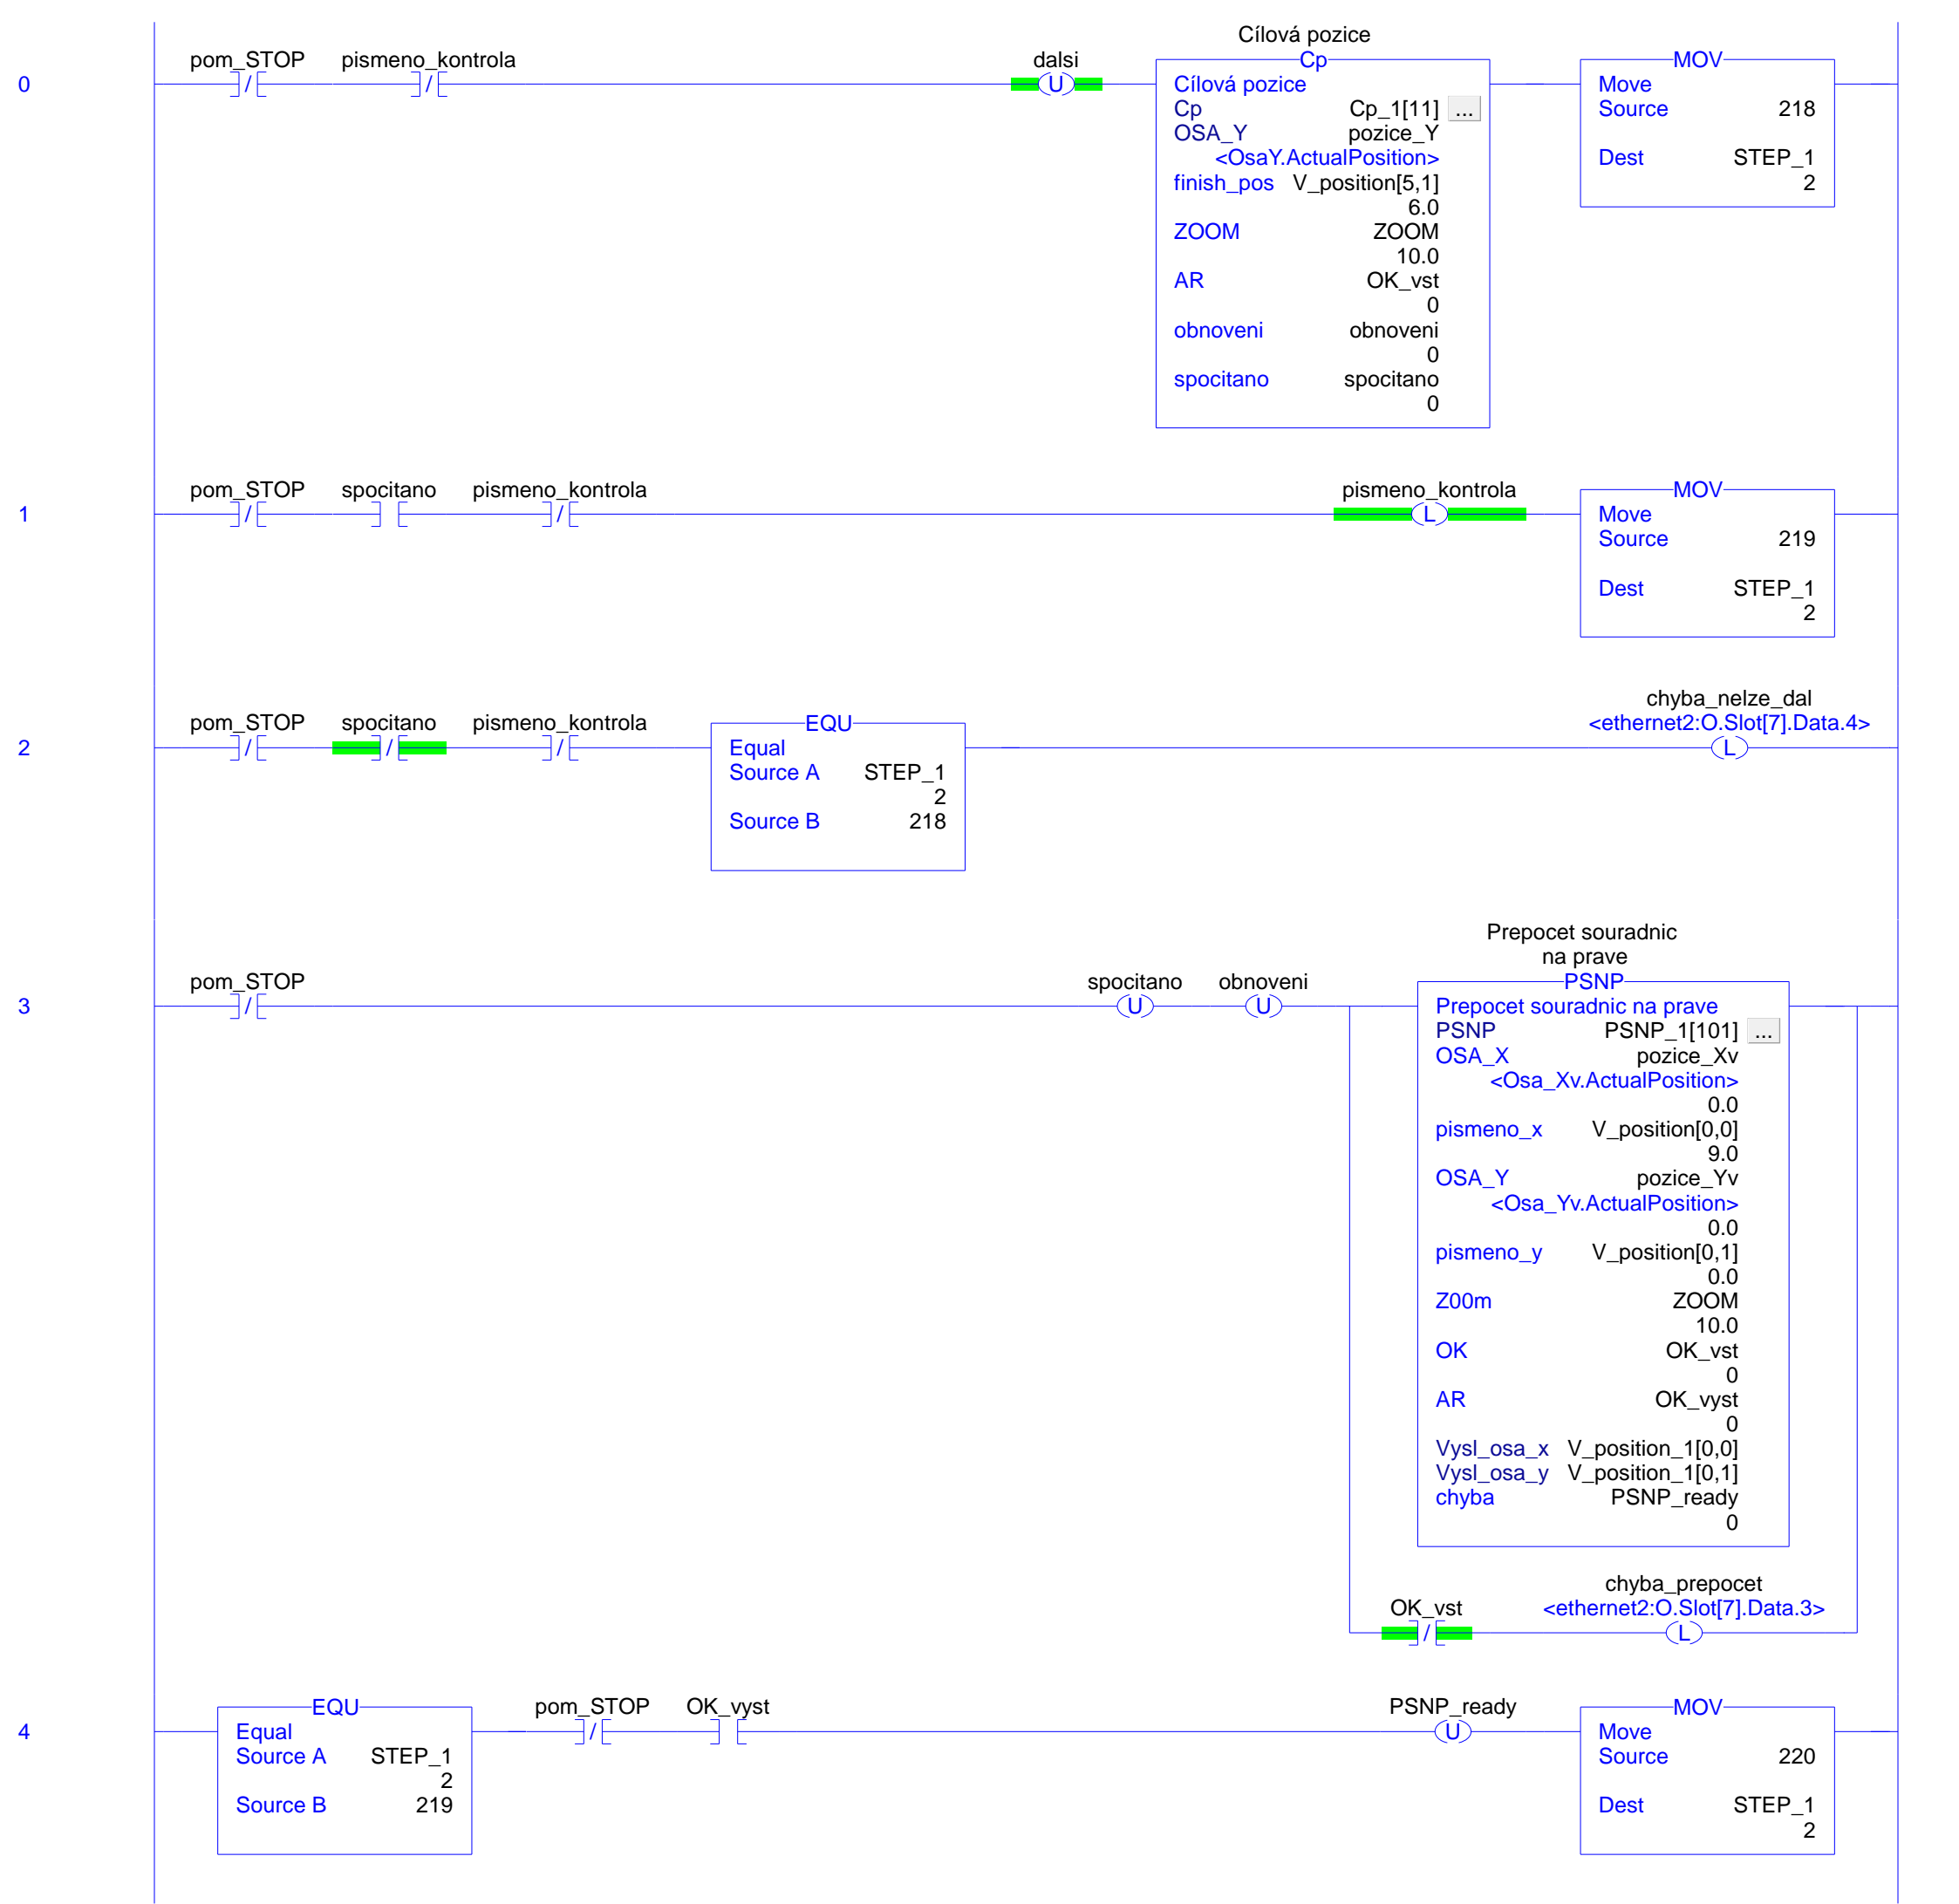 Cílová pozice
0
pom_STOP pismeno_kontrola dalsi Cp MOV
U
Cílová pozice
Cp Cp_1[11] ...
OSA_Y pozice_Y
<OsaY.ActualPosition>
finish_pos V_position[5,1]
6.0
ZOOM ZOOM
10.0
AR OK_vst
0
obnoveni obnoveni
0
spocitano spocitano
0
Move
Source 218
Dest STEP_1
2
1
pom_STOP spocitano pismeno_kontrola pismeno_kontrola MOV
L
Move
Source 219
Dest STEP_1
2
2
pom_STOP spocitano pismeno_kontrola EQU
Equal
Source A STEP_1
2
Source B 218
chyba_nelze_dal
<ethernet2:O.Slot[7].Data.4>
L
3
pom_STOP spocitano obnoveni
U U
Prepocet souradnic
na prave
PSNP
Prepocet souradnic na prave
PSNP PSNP_1[101] ...
OSA_X pozice_Xv
<Osa_Xv.ActualPosition>
0.0
pismeno_x V_position[0,0]
9.0
OSA_Y pozice_Yv
<Osa_Yv.ActualPosition>
0.0
pismeno_y V_position[0,1]
0.0
Z00m ZOOM
10.0
OK OK_vst
0
AR OK_vyst
0
Vysl_osa_x V_position_1[0,0]
Vysl_osa_y V_position_1[0,1]
chyba PSNP_ready
0
OK_vst chyba_prepocet
<ethernet2:O.Slot[7].Data.3>
L
4
EQU
Equal
Source A STEP_1
2
Source B 219
pom_STOP OK_vyst PSNP_ready MOV
U
Move
Source 220
Dest STEP_1
2